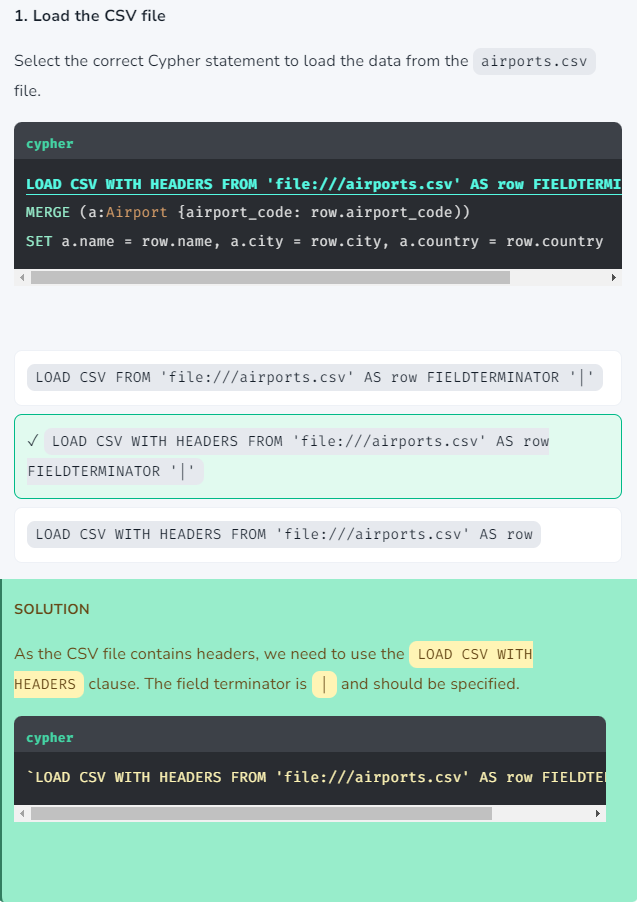 1. Load the CSV file
Select the correct Cypher statement to load the data from the airports.csv
file.
cypher
LOAD CSV WITH HEADERS FROM 'file:///airports.csv' AS row FIELDTERMI
MERGE (a:Airport {airport_code: row.airport_code))
SET a.name = row.name, a.city = row.city, a.country = row.country
LOAD CSV FROM 'file:///airports.csv' AS row FIELDTERMINATOR '|'
✓ LOAD CSV WITH HEADERS FROM 'file:///airports.csv' AS row
FIELDTERMINATOR '|'
LOAD CSV WITH HEADERS FROM 'file:///airports.csv' AS row
SOLUTION
As the CSV file contains headers, we need to use the LOAD CSV WITH
HEADERS clause. The field terminator is | and should be specified.
cypher
`LOAD CSV WITH HEADERS FROM 'file:///airports.csv' AS row FIELDTE